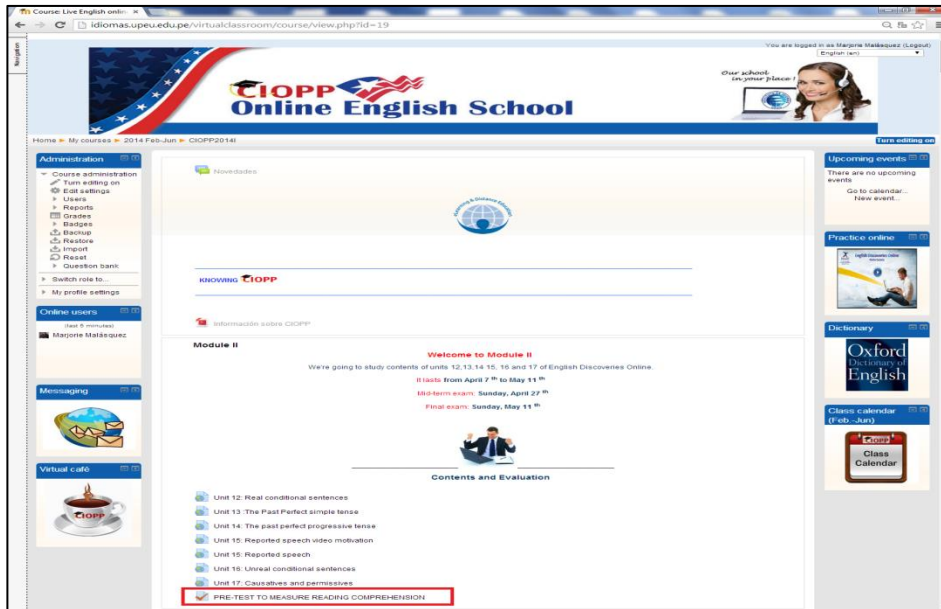 Course: Live English onlin
idiomas.upeu.edu.pe/virtualclassroom/course/view.php?id=19
Navigation
You are logged in as Marjorie Malásquez (Logout)
English (en)
CIOPP
Online English School
Our school
in your place!
Home ► My courses ► 2014 Feb-Jun ► CIOPP2014I
Turn editing on
Administration
Course administration
Turn editing on
Edit settings
Users
Reports
Grades
Badges
Backup
Restore
Import
Reset
Question bank
Switch role to...
My profile settings
Online users
(last 5 minutes)
Marjorie Malásquez
Messaging
Virtual café
CIOPP
Novedades
KNOWING CIOPP
Información sobre CIOPP
Module II
Welcome to Module II
We're going to study contents of units 12,13,14 15, 16 and 17 of English Discoveries Online.
It lasts from April 7 th to May 11 th
Mid-term exam: Sunday, April 27 th
Final exam: Sunday, May 11 th
Contents and Evaluation
Unit 12: Real conditional sentences
Unit 13 :The Past Perfect simple tense
Unit 14: The past perfect progressive tense
Unit 15: Reported speech video motivation
Unit 15: Reported speech
Unit 16: Unreal conditional sentences
Unit 17: Causatives and permissives
PRE-TEST TO MEASURE READING COMPREHENSION
Upcoming events
There are no upcoming
events
Go to calendar...
New event...
Practice online
English Discoveries Online
Dictionary
Oxford
Dictionary of
English
Class calendar
(Feb.-Jun)
CIOPP
Class
Calendar